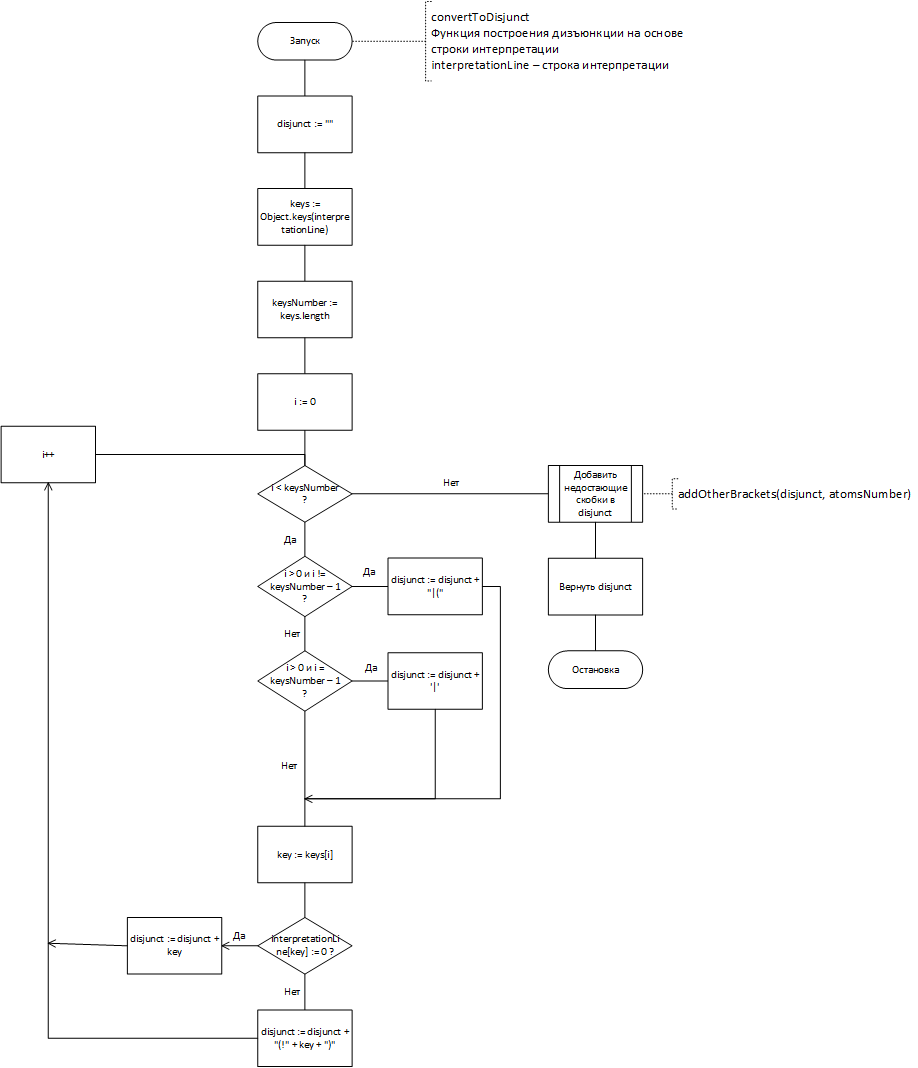 convertToDisjunct
Функция построения дизъюнкции на основе
строки интерпретации
interpretationLine – строка интерпретации
Запуск
disjunct := ""
keys :=
Object.keys(interpre
tationLine)
keysNumber :=
keys.length
i := 0
i++
i < keysNumber
?
Нет
Добавить
недостающие
скобки в
disjunct
addOtherBrackets(disjunct, atomsNumber)
Да
i > 0 и i !=
keysNumber – 1
?
Да
disjunct := disjunct +
"|("
Вернуть disjunct
Нет
i > 0 и i =
keysNumber – 1
?
Да
disjunct := disjunct +
'|'
Остановка
Нет
key := keys[i]
interpretationLi
ne[key] := 0 ?
Да
disjunct := disjunct +
key
Нет
disjunct := disjunct +
"(!" + key + ")"